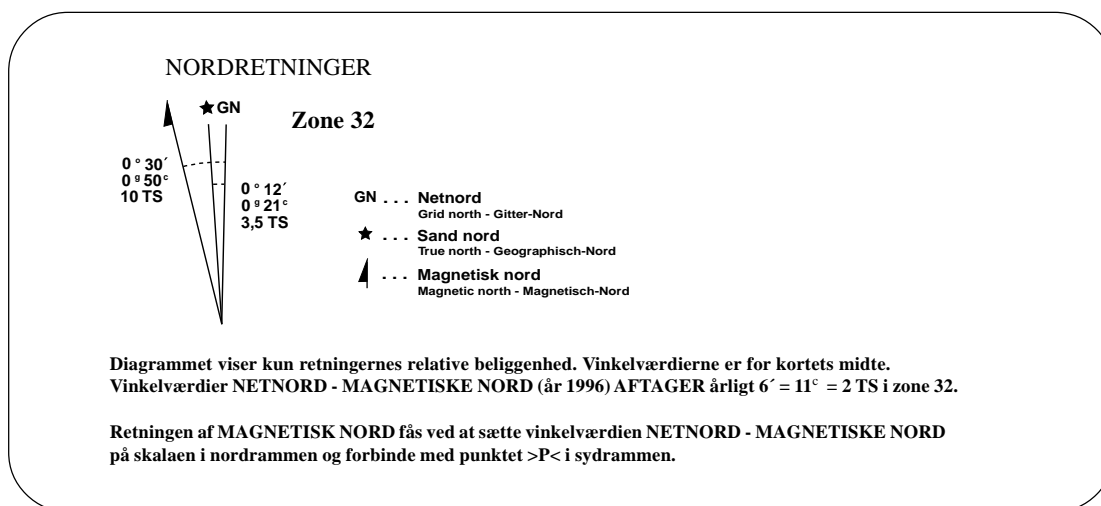 NORDRETNINGER
★ GN
Zone 32
0 ° 30´
0 ᵍ 50ᶜ
10 TS
0 ° 12´
0 ᵍ 21ᶜ
3,5 TS
GN . . . Netnord
Grid north - Gitter-Nord
★ . . . Sand nord
True north - Geographisch-Nord
. . . Magnetisk nord
Magnetic north - Magnetisch-Nord
Diagrammet viser kun retningernes relative beliggenhed. Vinkelværdierne er for kortets midte.
Vinkelværdier NETNORD - MAGNETISKE NORD (år 1996) AFTAGER årligt 6´ = 11ᶜ = 2 TS i zone 32.
Retningen af MAGNETISK NORD fås ved at sætte vinkelværdien NETNORD - MAGNETISKE NORD
på skalaen i nordrammen og forbinde med punktet >P< i sydrammen.